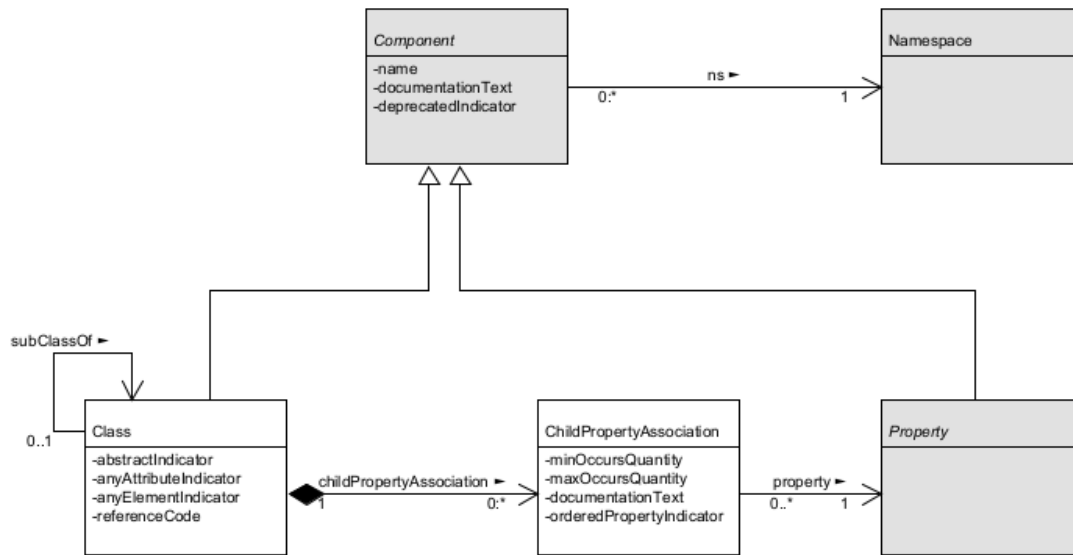 Component
-name
-documentationText
-deprecatedIndicator
ns ►
0:*
1
Namespace
subClassOf ►
0..1
Class
-abstractIndicator
-anyAttributeIndicator
-anyElementIndicator
-referenceCode
childPropertyAssociation ►
1
0:*
ChildPropertyAssociation
-minOccursQuantity
-maxOccursQuantity
-documentationText
-orderedPropertyIndicator
property ►
0..*
1
Property